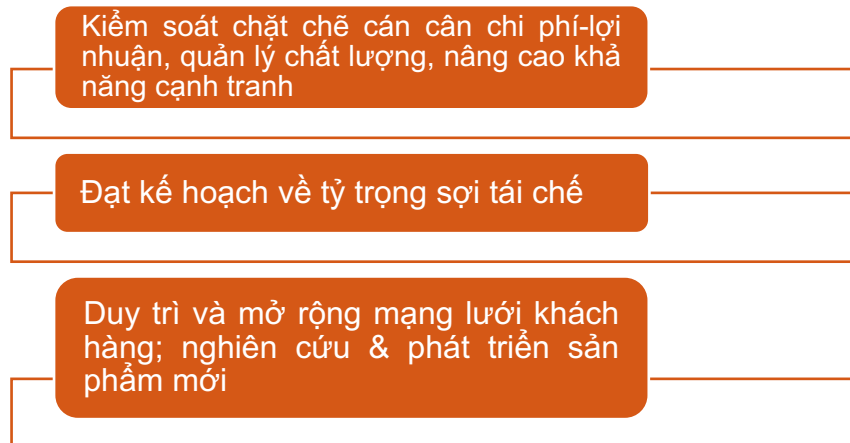 Kiểm soát chặt chẽ cán cân chi phí-lợi
nhuận, quản lý chất lượng, nâng cao khả
năng cạnh tranh
Đạt kế hoạch về tỷ trọng sợi tái chế
Duy trì và mở rộng mạng lưới khách
hàng; nghiên cứu & phát triển sản
phẩm mới